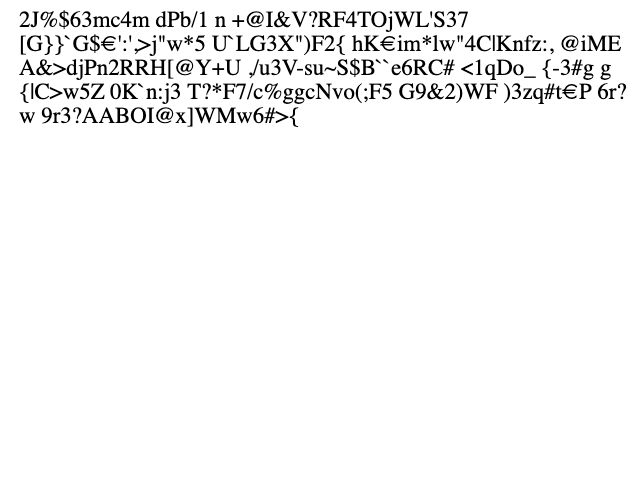 2J%$63mc4m dPb/1 n +@I&V?RF4TOjWL'S37
[G}}`G$€':',>j"w*5 U`LG3X")F2{ hK€im*lw"4C|Knfz:, @iME
A&>djPn2RRH[@Y+U ,/u3V-su~S$B``e6RC# <1qDo_ {-3#g g
{|C>w5Z 0K`n:j3 T?*F7/c%ggcNvo(;F5 G9&2)WF )3zq#t€P 6r?
w 9r3?AABOI@x]WMw6#>{